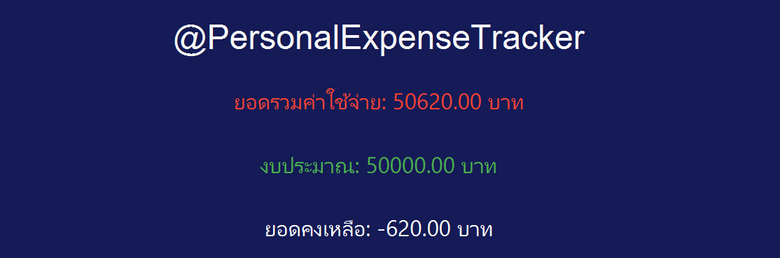 @PersonalExpenseTracker
ยอดรวมค่าใช้จ่าย: 50620.00 บาท
งบประมาณ: 50000.00 บาท
ยอดคงเหลือ: -620.00 บาท